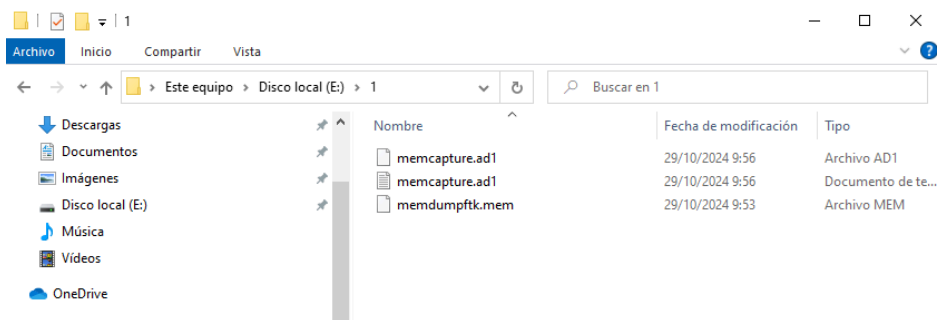 1
Archivo Inicio Compartir Vista
Este equipo > Disco local (E:) > 1
Buscar en 1
Descargas
Documentos
Imágenes
Disco local (E:)
Música
Vídeos
OneDrive
Nombre Fecha de modificación Tipo
memcapture.ad1 29/10/2024 9:56 Archivo AD1
memcapture.ad1 29/10/2024 9:56 Documento de te...
memdumpftk.mem 29/10/2024 9:53 Archivo MEM